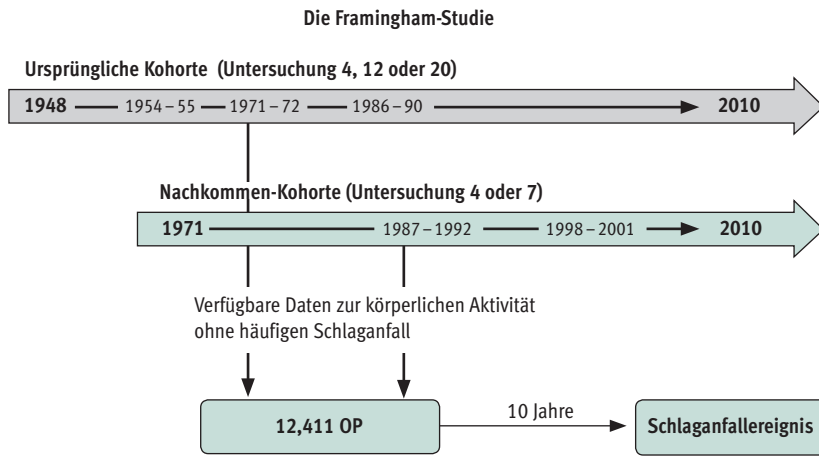 Die Framingham-Studie
Ursprüngliche Kohorte (Untersuchung 4, 12 oder 20)
1948 1954–55 1971–72 1986–90 2010
Nachkommen-Kohorte (Untersuchung 4 oder 7)
1971 1987–1992 1998–2001 2010
Verfügbare Daten zur körperlichen Aktivität
ohne häufigen Schlaganfall
12,411 OP 10 Jahre Schlaganfallereignis